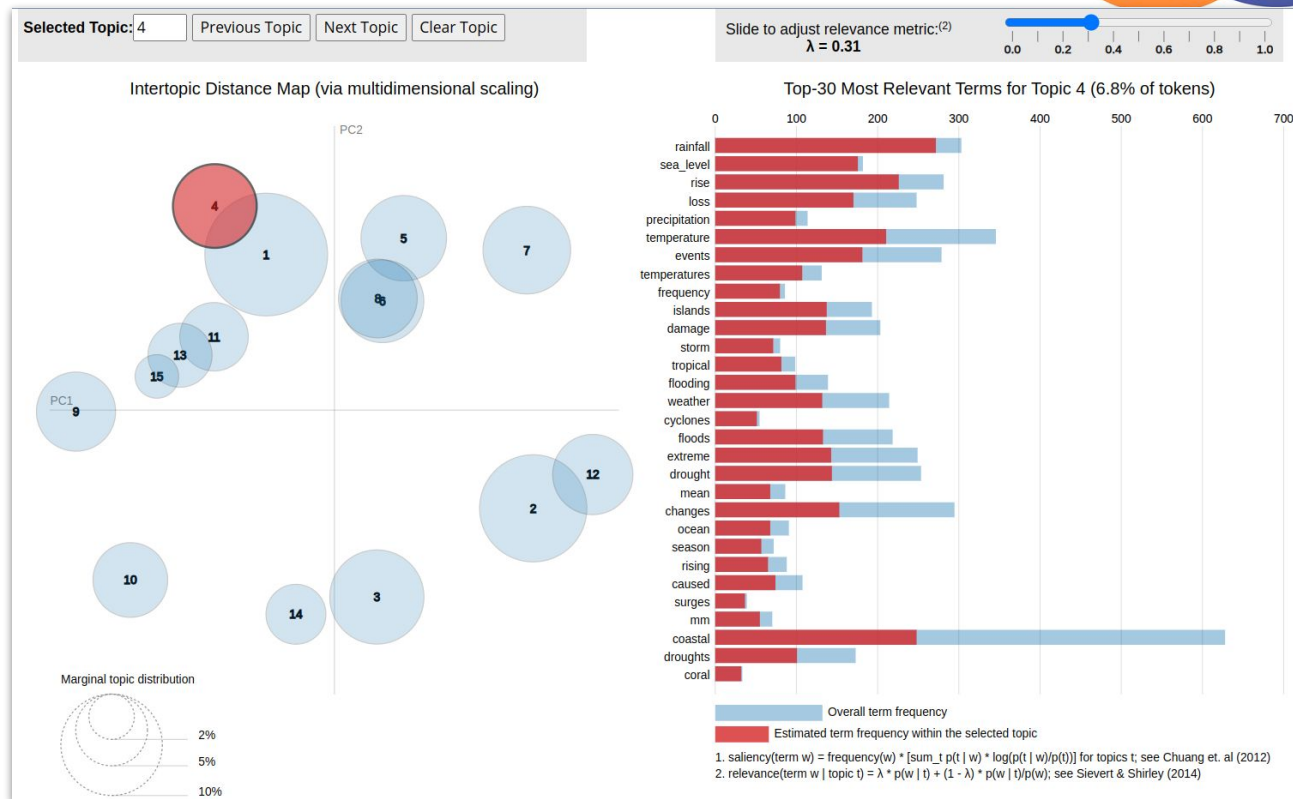 Selected Topic: 4 Previous Topic Next Topic Clear Topic
Slide to adjust relevance metric:(2)
λ = 0.31
0.0 0.2 0.4 0.6 0.8 1.0
Intertopic Distance Map (via multidimensional scaling)
PC2
PC1
4
1
5
7
8
6
11
13
15
9
12
2
10
14
3
Marginal topic distribution
2%
5%
10%
Top-30 Most Relevant Terms for Topic 4 (6.8% of tokens)
0 100 200 300 400 500 600 700
rainfall
sea_level
rise
loss
precipitation
temperature
events
temperatures
frequency
islands
damage
storm
tropical
flooding
weather
cyclones
floods
extreme
drought
mean
changes
ocean
season
rising
caused
surges
mm
coastal
droughts
coral
Overall term frequency
Estimated term frequency within the selected topic
1. saliency(term w) = frequency(w) * [sum_t p(t | w) * log(p(t | w)/p(t))] for topics t; see Chuang et. al (2012)
2. relevance(term w | topic t) = λ * p(w | t) + (1 - λ) * p(w | t)/p(w); see Sievert & Shirley (2014)